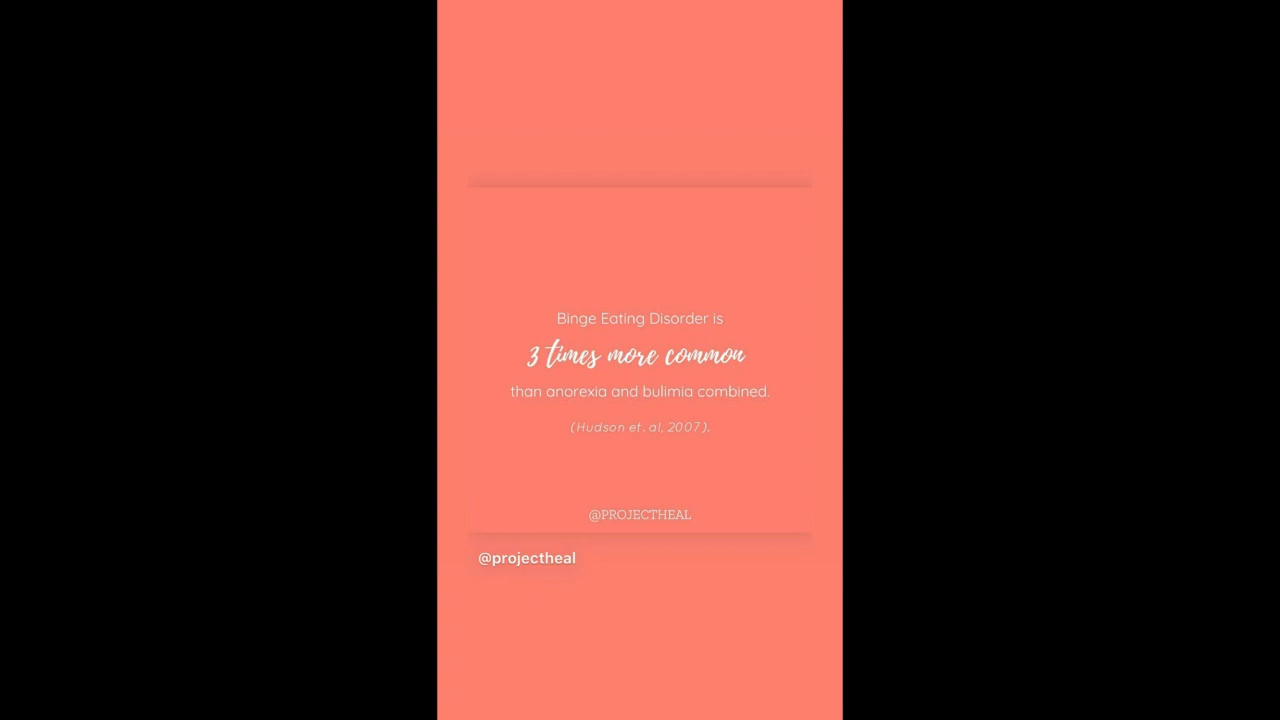 Binge Eating Disorder is
3 times more common
than anorexia and bulimia combined.
(Hudson et. al, 2007).
@PROJECTHEAL
@projectheal